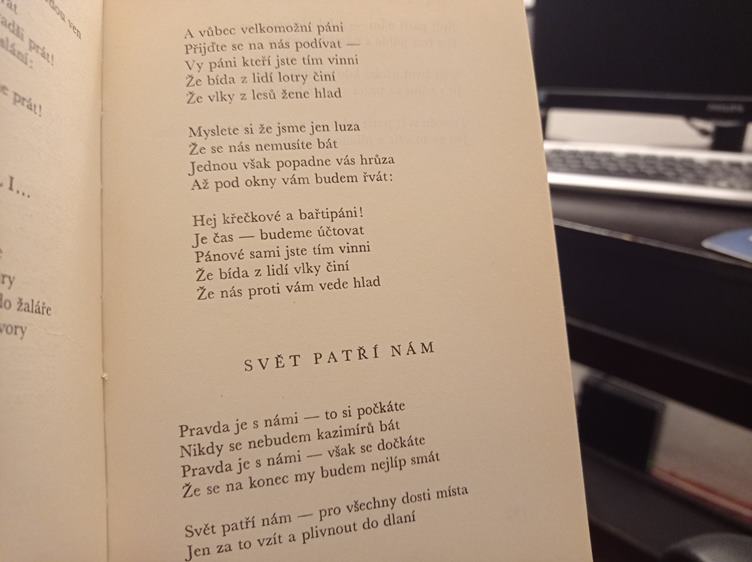 dou ven
prát!
prát!
I...
ry
do žaláře
vory
A vůbec velkomožní páni
Přijďte se na nás podívat —
Vy páni kteří jste tím vinni
Že bída z lidí lotry činí
Že vlky z lesů žene hlad
Myslete si že jsme jen luza
Že se nás nemusíte bát
Jednou však popadne vás hrůza
Až pod okny vám budem řvát:
Hej křečkové a bařtipáni!
Je čas — budeme účtovat
Pánové sami jste tím vinni
Že bída z lidí vlky činí
Že nás proti vám vede hlad
SVĚT PATŘÍ NÁM
Pravda je s námi — to si počkáte
Nikdy se nebudem kazimírů bát
Pravda je s námi — však se dočkáte
Že se na konec my budem nejlíp smát
Svět patří nám — pro všechny dosti místa
Jen za to vzít a plivnout do dlaní
PHILIPS